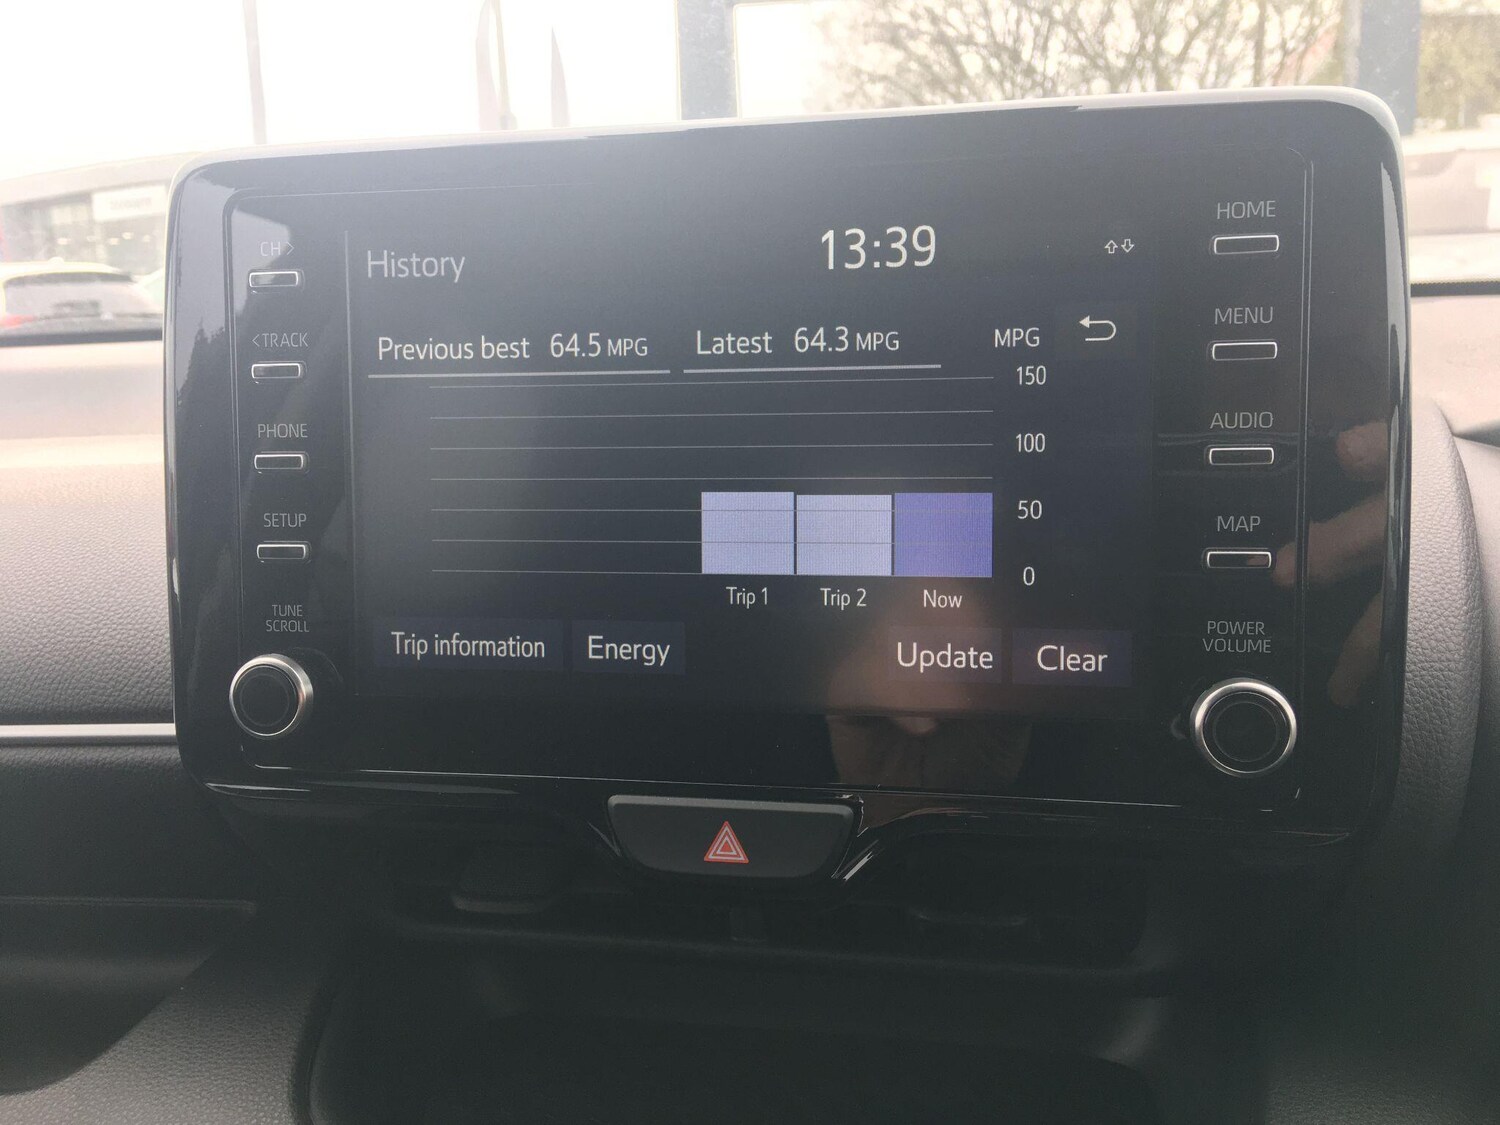 CH>
<TRACK
PHONE
SETUP
TUNE
SCROLL
History
13:39
Previous best 64.5 MPG
Latest 64.3 MPG
MPG
150
100
50
0
Trip 1
Trip 2
Now
Trip information
Energy
Update
Clear
HOME
MENU
AUDIO
MAP
POWER
VOLUME